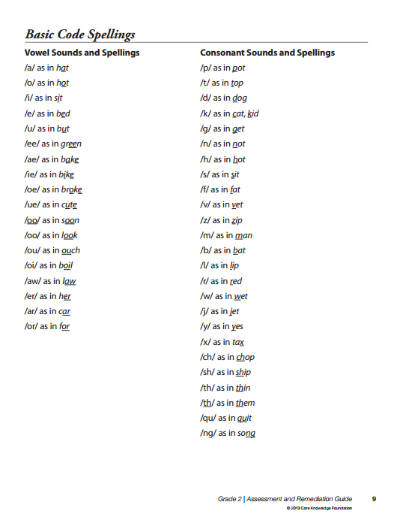 Basic Code Spellings
Vowel Sounds and Spellings
/a/ as in hat
/o/ as in hot
/i/ as in sit
/e/ as in bed
/u/ as in but
/ee/ as in green
/ae/ as in bake
/ie/ as in bike
/oe/ as in broke
/ue/ as in cute
/oo/ as in soon
/oo/ as in look
/ou/ as in ouch
/oi/ as in boil
/aw/ as in law
/er/ as in her
/ar/ as in car
/or/ as in for
Consonant Sounds and Spellings
/p/ as in pot
/t/ as in top
/d/ as in dog
/k/ as in cat, kid
/g/ as in get
/n/ as in not
/h/ as in hot
/s/ as in sit
/f/ as in fat
/v/ as in vet
/z/ as in zip
/m/ as in man
/b/ as in bat
/l/ as in lip
/r/ as in red
/w/ as in wet
/j/ as in jet
/y/ as in yes
/x/ as in tax
/ch/ as in chop
/sh/ as in ship
/th/ as in thin
/th/ as in them
/qu/ as in quit
/ng/ as in song
Grade 2 | Assessment and Remediation Guide 9
© 2013 Core Knowledge Foundation